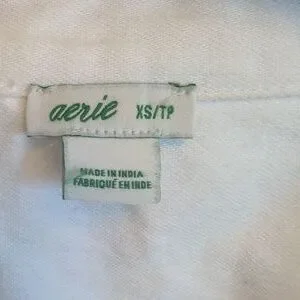 aerie XS/TP
MADE IN INDIA
FABRIQUÉ EN INDE